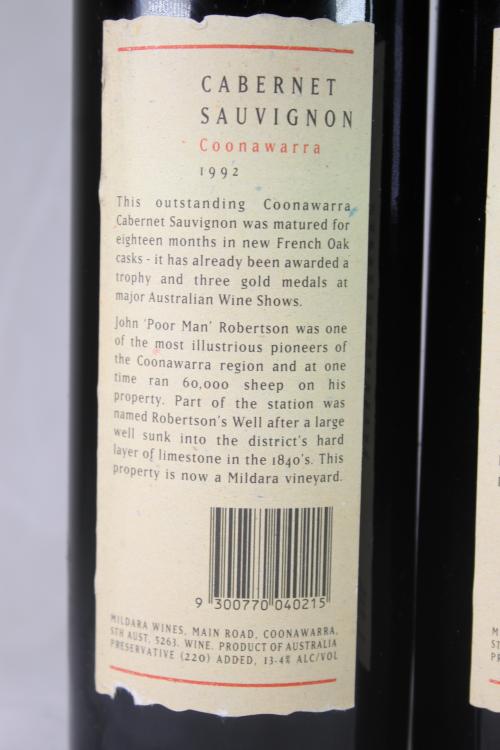 CABERNET
SAUVIGNON
Coonawarra
1992
This outstanding Coonawarra
Cabernet Sauvignon was matured for
eighteen months in new French Oak
casks - it has already been awarded a
trophy and three gold medals at
major Australian Wine Shows.
John 'Poor Man' Robertson was one
of the most illustrious pioneers of
the Coonawarra region and at one
time ran 60,000 sheep on his
property. Part of the station was
named Robertson's Well after a large
well sunk into the district's hard
layer of limestone in the 1840's. This
property is now a Mildara vineyard.
9 300770 040215
MILDARA WINES, MAIN ROAD, COONAWARRA,
STH AUST, 5263. WINE. PRODUCT OF AUSTRALIA
PRESERVATIVE (220) ADDED, 13.4% ALC/VOL